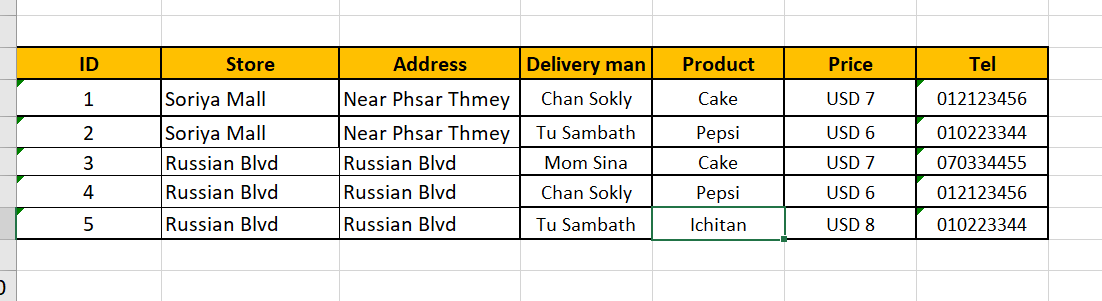 ID Store Address Delivery man Product Price Tel
1 Soriya Mall Near Phsar Thmey Chan Sokly Cake USD 7 012123456
2 Soriya Mall Near Phsar Thmey Tu Sambath Pepsi USD 6 010223344
3 Russian Blvd Russian Blvd Mom Sina Cake USD 7 070334455
4 Russian Blvd Russian Blvd Chan Sokly Pepsi USD 6 012123456
5 Russian Blvd Russian Blvd Tu Sambath Ichitan USD 8 010223344